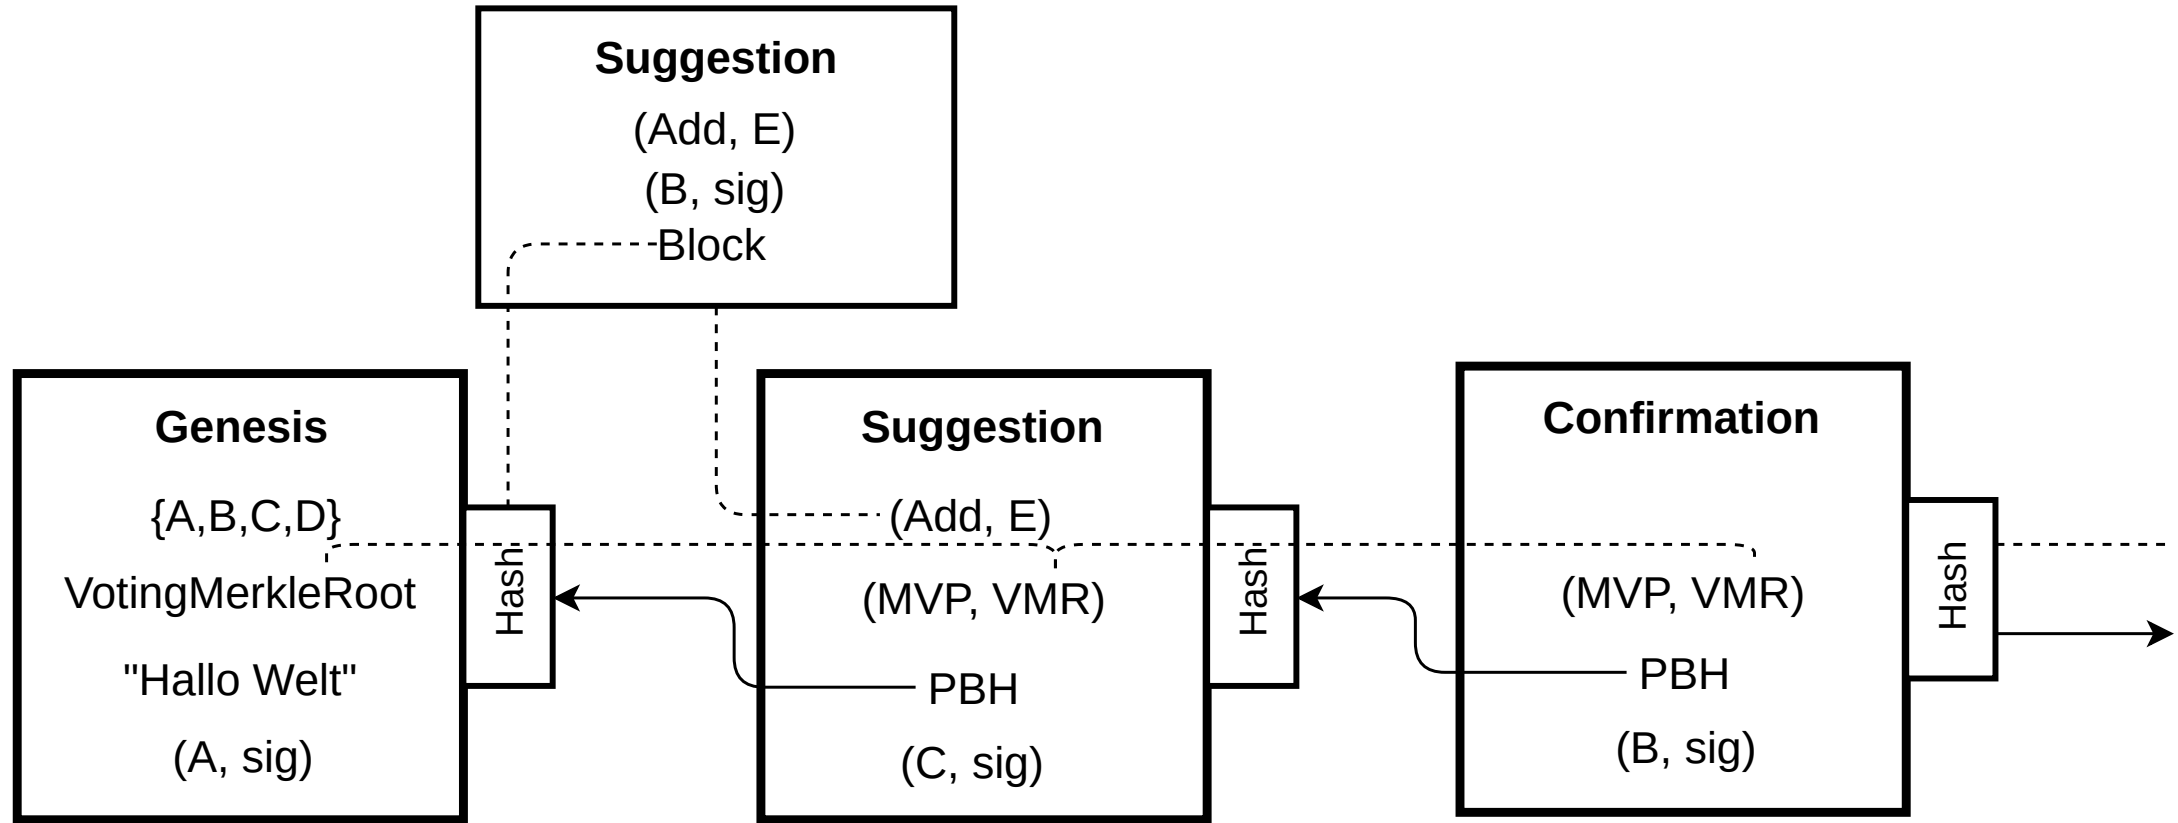 Suggestion
(Add, E)
(B, sig)
Block
Genesis
{A,B,C,D}
VotingMerkleRoot
"Hallo Welt"
(A, sig)
Hash
Suggestion
(Add, E)
(MVP, VMR)
PBH
(C, sig)
Hash
Confirmation
(MVP, VMR)
PBH
(B, sig)
Hash